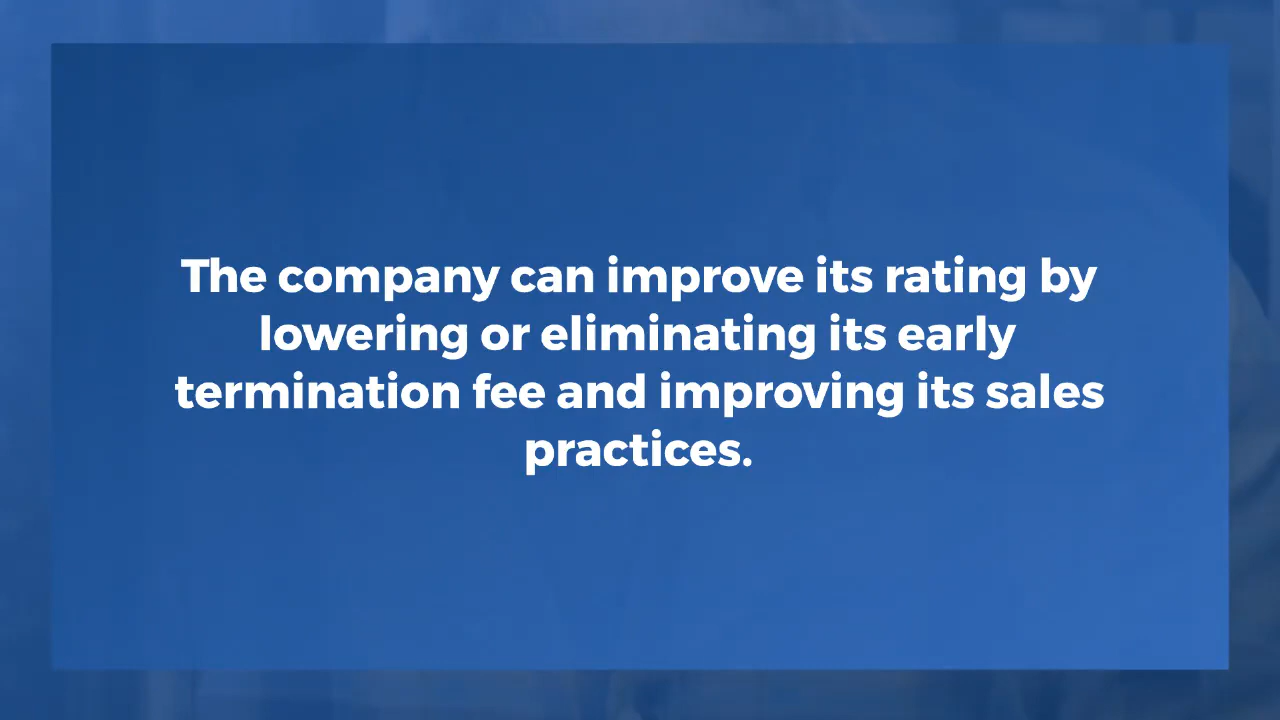 The company can improve its rating by
lowering or eliminating its early
termination fee and improving its sales
practices.